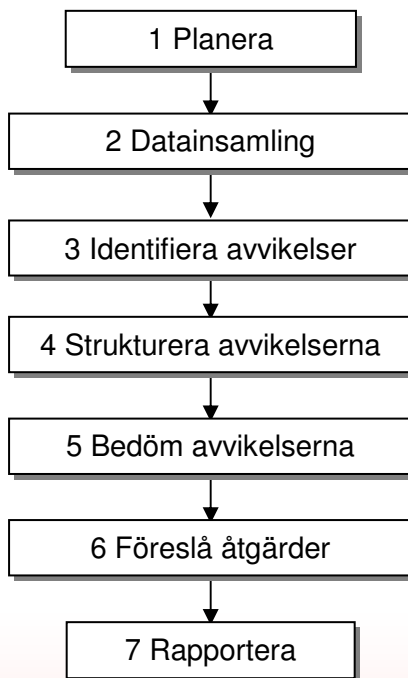 1 Planera
2 Datainsamling
3 Identifiera avvikelser
4 Strukturera avvikelserna
5 Bedöm avvikelserna
6 Föreslå åtgärder
7 Rapportera